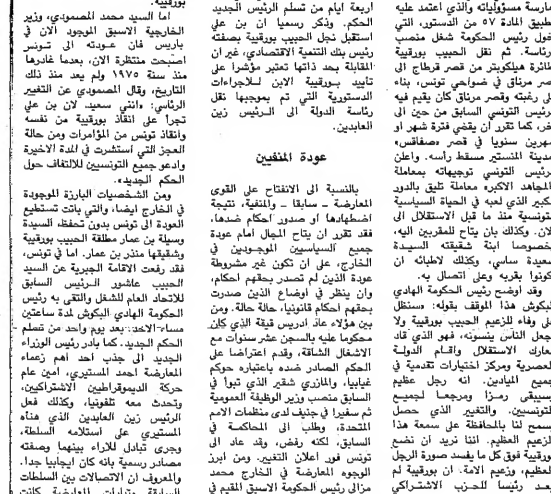 ممارسة مسؤولياته والذي اعتمد عليه
تطبيق المادة ٥٧ من الدستور، التي
تخول رئيس الحكومة شغل منصب
الرئاسة. ثم نقل الحبيب بورقيبة
بطائرة هيلكوبتر من قصر قرطاج الى
قصر مرناق في ضواحي تونس، بناء
على رغبته وقصر مرناق كان يقيم فيه
الرئيس التونسي السابق من حين الى
آخر، كما تقرر ان يقضي فترة شهر او
شهرين سنويا في قصر «صقانس»
بمدينة المنستير مسقط رأسه. واعلن
الرئيس التونسي توجيهاته بمعاملة
«المجاهد الاكبر» معاملة تليق بالدور
الكبير الذي لعبه في الحياة السياسية
التونسية منذ ما قبل الاستقلال الى
الآن. وكذلك بان يتاح للمقربين اليه،
وخصوصا ابنة شقيقته السيدة
سعيدة ساسي، وكذلك لاطبائه ان
يكونوا بقربه وعلى اتصال به.
وقد اوضح رئيس الحكومة الهادي
البكوش هذا الموقف بقوله: «سنظل
على وفاء للزعيم الحبيب بورقيبة ولا
نجعل الناس ينسونه، فهو الذي قاد
معارك الاستقلال واقام الدولة
العصرية ومركز اختيارات تقدمية في
جميع الميادين. انه رجل عظيم
وسيبقى رمزا ومرجعا لجميع
التونسيين. والتغيير الذي حصل
يسمح لنا بالمحافظة على سمعة هذا
الزعيم العظيم. اننا نريد ان نضع
بورقيبة فوق كل ما يفسد صورة الرجل
العظيم، وزعيم الامة. ان بورقيبة لم
يعد رئيسا للحزب الاشتراكي
اربعة ايام من تسلم الرئيس الجديد
الحكم. وذكر رسميا ان بن علي
استقبل نجل الحبيب بورقيبة بصفته
رئيس بنك التنمية الاقتصادي، غير ان
المقابلة بحد ذاتها تعتبر مؤشرا على
تأييد بورقيبة الابن للاجراءات
الدستورية التي تم بموجبها نقل
رئاسة الدولة الى الرئيس زين
العابدين.
عودة المنفيين
بالنسبة الى الانفتاح على القوى
المعارضة ـ سابقا ـ والمنفية، نتيجة
اضطهادها او صدور احكام ضدها،
فقد تقرر ان يتاح المجال امام عودة
جميع السياسيين الموجودين في
الخارج، على ان تكون غير مشروطة
عودة الذين لم تصدر بحقهم احكام،
وان ينظر في اوضاع الذين صدرت
بحقهم احكام قانونيا، حالة حالة. ومن
بين هؤلاء عاد ادريس قيقة الذي كان
محكوما عليه بالسجن عشر سنوات مع
الاشغال الشاقة، وقدم اعتراضا على
الحكم الصادر ضده باعتباره حوكم
غيابيا، والمازري شقير الذي تبوأ في
السابق منصب وزير الوظيفة العمومية
ثم سفيرا في جنيف لدى منظمات الامم
المتحدة، وطلب الى المحاكمة في
السابق، لكنه رفض، وقد عاد الى
تونس فور اعلان التغيير. ومن ابرز
الوجوه المعارضة في الخارج محمد
مزالي رئيس الحكومة الاسبق المقيم في
بورقيبة.
اما السيد محمد المصمودي، وزير
الخارجية الاسبق الموجود الآن في
باريس فان عودته الى تونس
اصبحت منتظرة الان، بعدما غادرها
منذ سنة ١٩٧٥ ولم يعد منذ ذلك
التاريخ، وقال المصمودي عن التغيير
الرئاسي: «انني سعيد، لان بن علي
تجرأ على انقاذ بورقيبة من نفسه
وانقاذ تونس من المؤامرات ومن حالة
العجز التي استشرت في المدة الاخيرة
وادعو جميع التونسيين للالتفاف حول
الحكم الجديد».
ومن الشخصيات البارزة الموجودة
في الخارج ايضا، والتي باتت تستطيع
العودة الى تونس بدون تحفظ، السيدة
وسيلة بن عمار مطلقة الحبيب بورقيبة
وشقيقها منذر بن عمار. اما في تونس،
فقد رفعت الاقامة الجبرية عن السيد
الحبيب عاشور الرئيس السابق
للاتحاد العام للشغل والتقى به رئيس
الحكومة الهادي البكوش لمدة ساعتين
مساء الاحد، بعد يوم واحد من تسلم
الحكم الجديد. كما بادر رئيس الوزراء
الجديد الى جذب احد اهم زعماء
المعارضة احمد المستيري، امين عام
حركة الديموقراطيين الاشتراكيين،
وتحدث معه تلفونيا، وكذلك فعل
الرئيس زين العابدين الذي هناه
المستيري على استلامه السلطة،
وجرى تبادل للآراء بينهما وصفته
مصادر رسمية بانه كان ايجابيا جدا.
والمعروف ان الاتصالات بين السلطات
السابقة وتيارات المعارضة كانت